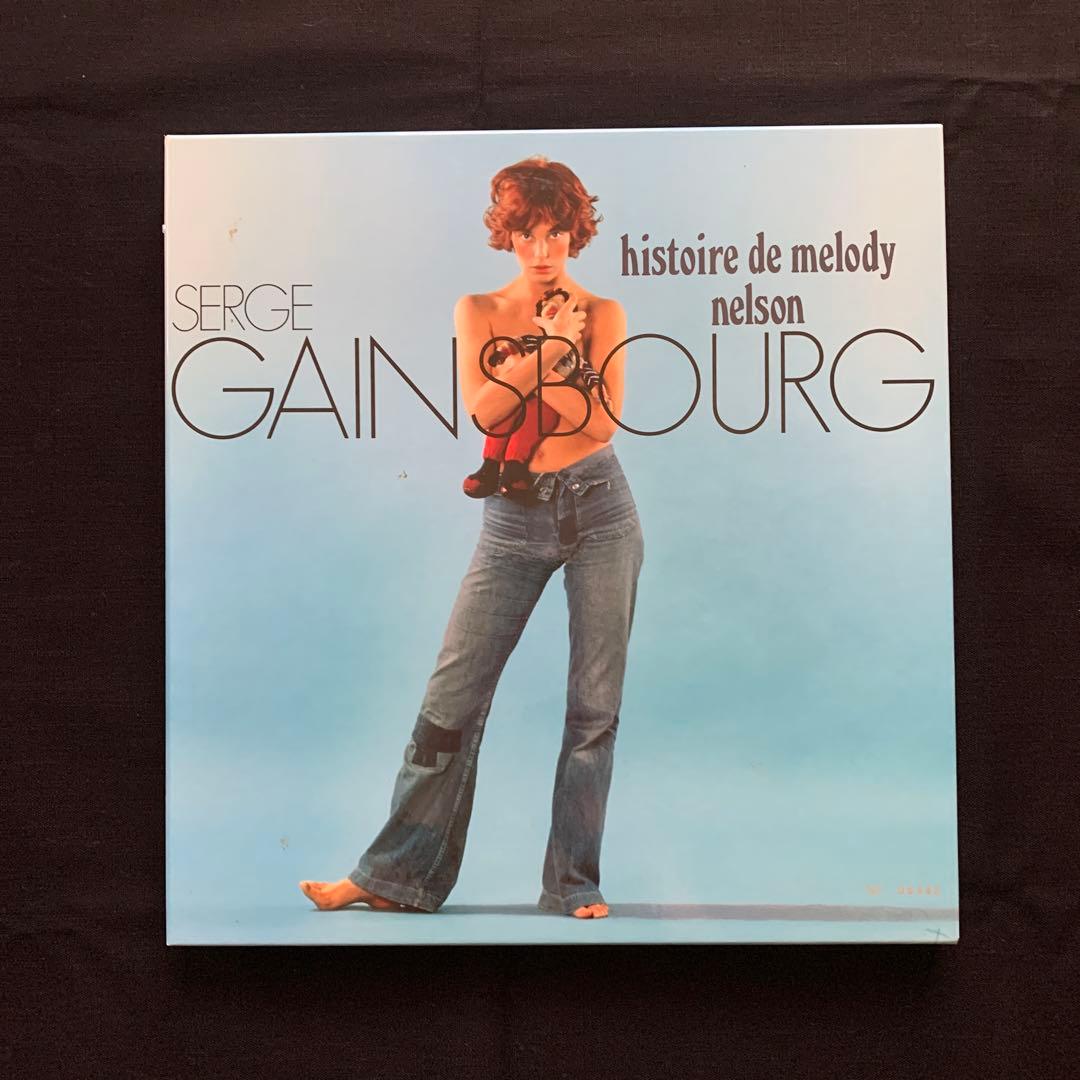 histoire de melody
nelson
SERGE
GAINSBOURG